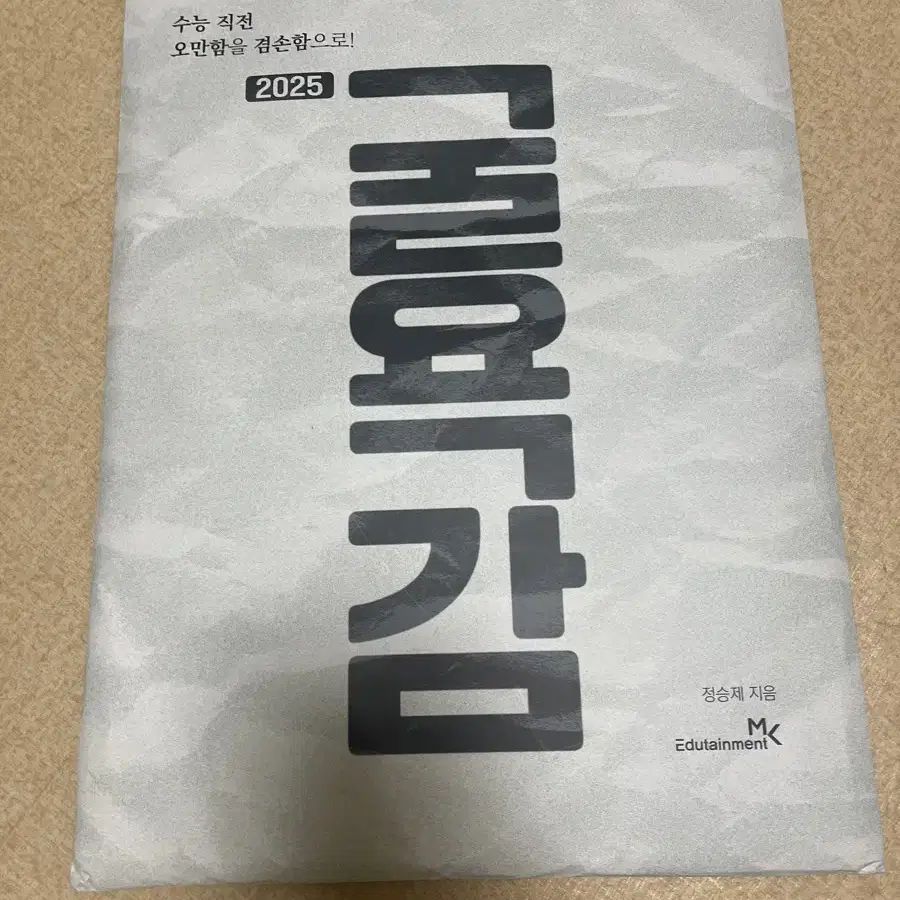 수능 직전
오만함을 겸손함으로!
2025
굴욕감
정승제 지음
MK
Edutainment